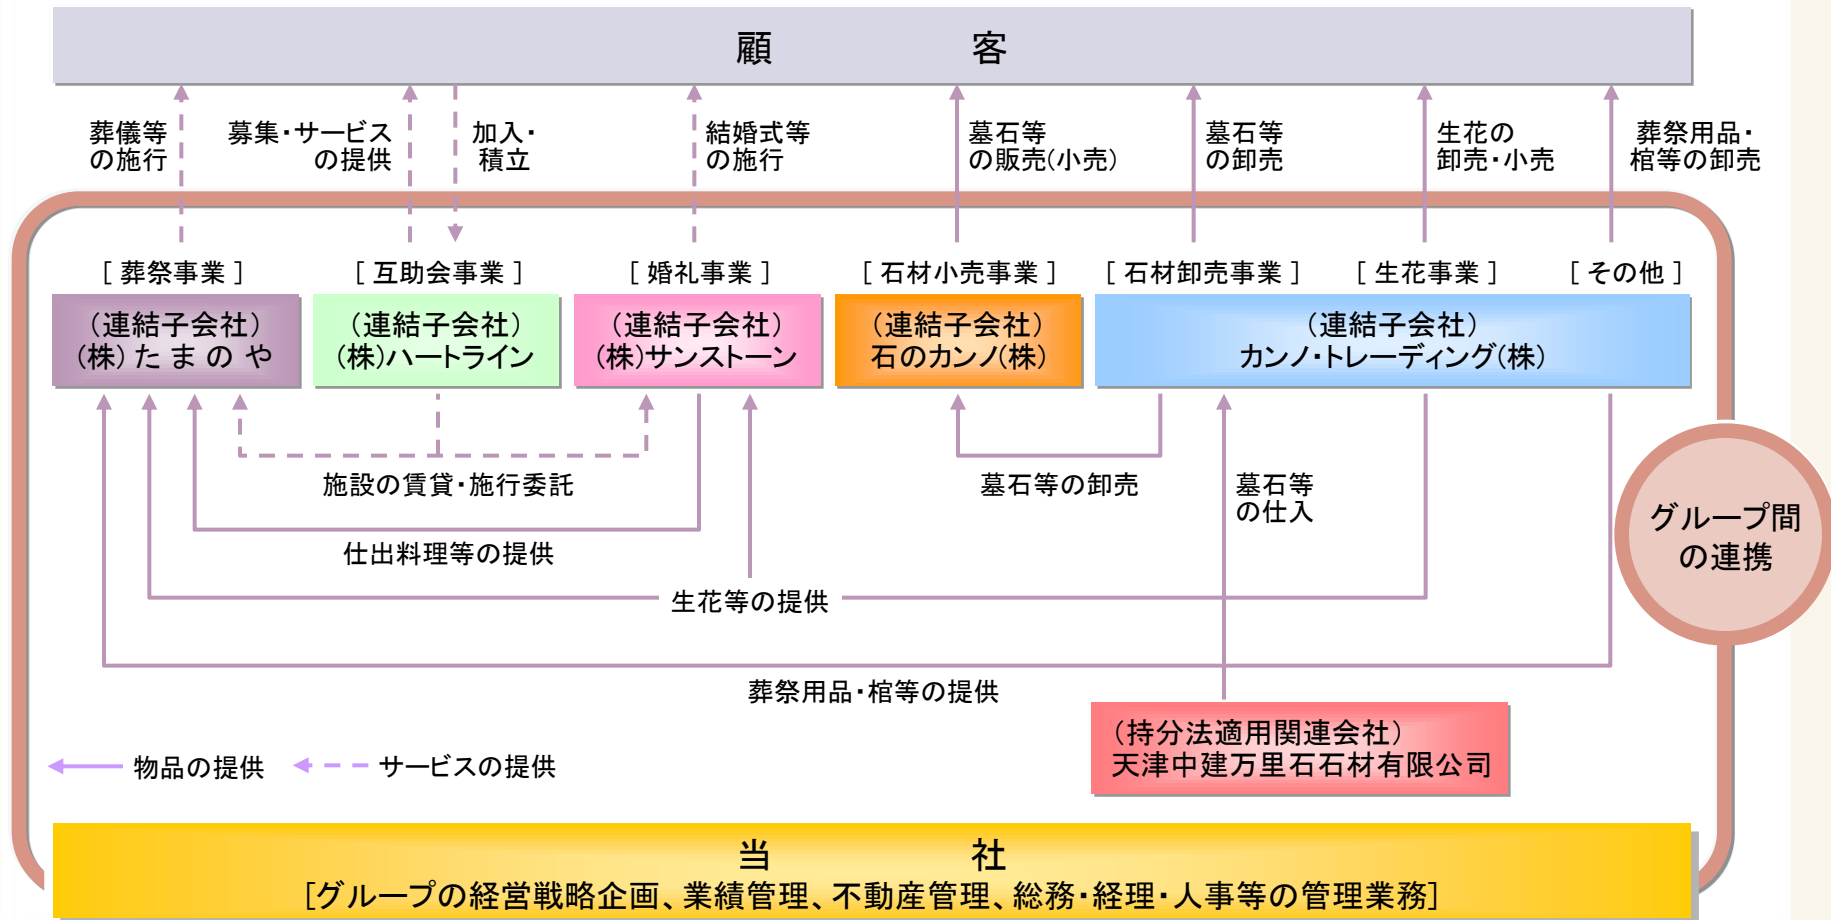 顧　　　客
葬儀等
の施行
募集・サービス
の提供
加入・
積立
結婚式等
の施行
墓石等
の販売(小売)
墓石等
の卸売
生花の
卸売・小売
葬祭用品・
棺等の卸売
[ 葬祭事業 ]
[ 互助会事業 ]
[ 婚礼事業 ]
[ 石材小売事業 ]
[ 石材卸売事業 ]
[ 生花事業 ]
[ その他 ]
(連結子会社)
(株)たまのや
(連結子会社)
(株)ハートライン
(連結子会社)
(株)サンストーン
(連結子会社)
石のカンノ(株)
(連結子会社)
カンノ・トレーディング(株)
施設の賃貸・施行委託
墓石等の卸売
墓石等
の仕入
グループ間
の連携
仕出料理等の提供
生花等の提供
葬祭用品・棺等の提供
(持分法適用関連会社)
天津中建万里石石材有限公司
物品の提供
サービスの提供
当　　　社
[グループの経営戦略企画、業績管理、不動産管理、総務・経理・人事等の管理業務]